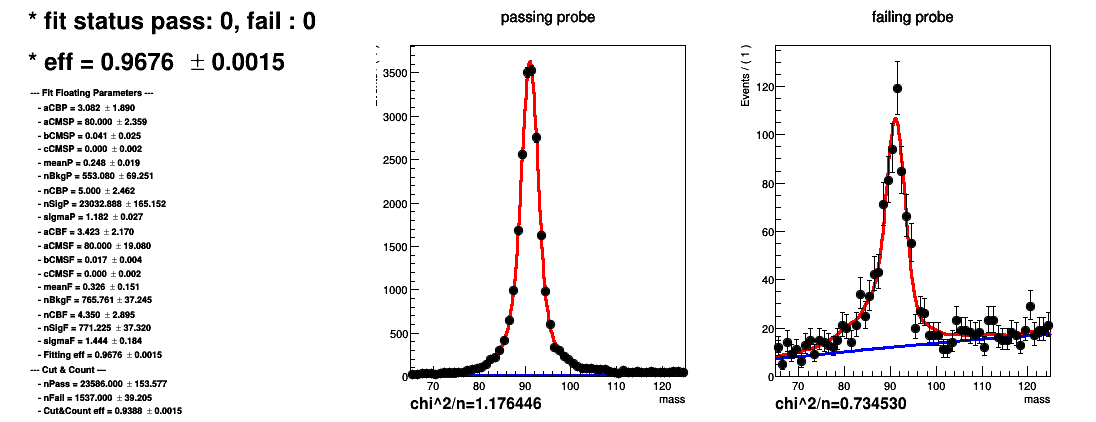 * fit status pass: 0, fail : 0
* eff = 0.9676 ± 0.0015
--- Fit Floating Parameters ---
- aCBP = 3.082 ± 1.890
- aCMSP = 80.000 ± 2.359
- bCMSP = 0.041 ± 0.025
- cCMSP = 0.000 ± 0.002
- meanP = 0.248 ± 0.019
- nBkgP = 553.080 ± 69.251
- nCBP = 5.000 ± 2.462
- nSigP = 23032.888 ± 165.152
- sigmaP = 1.182 ± 0.027
- aCBF = 3.423 ± 2.170
- aCMSF = 80.000 ± 19.080
- bCMSF = 0.017 ± 0.004
- cCMSF = 0.000 ± 0.002
- meanF = 0.326 ± 0.151
- nBkgF = 765.761 ± 37.245
- nCBF = 4.350 ± 2.895
- nSigF = 771.225 ± 37.320
- sigmaF = 1.444 ± 0.184
- Fitting eff = 0.9676 ± 0.0015
--- Cut & Count ---
- nPass = 23586.000 ± 153.577
- nFail = 1537.000 ± 39.205
- Cut&Count eff = 0.9388 ± 0.0015
passing probe
3500
3000
2500
2000
1500
1000
500
0
70 80 90 100 110 120
mass
chi^2/n=1.176446
failing probe
Events / ( 1 )
120
100
80
60
40
20
0
70 80 90 100 110 120
mass
chi^2/n=0.734530